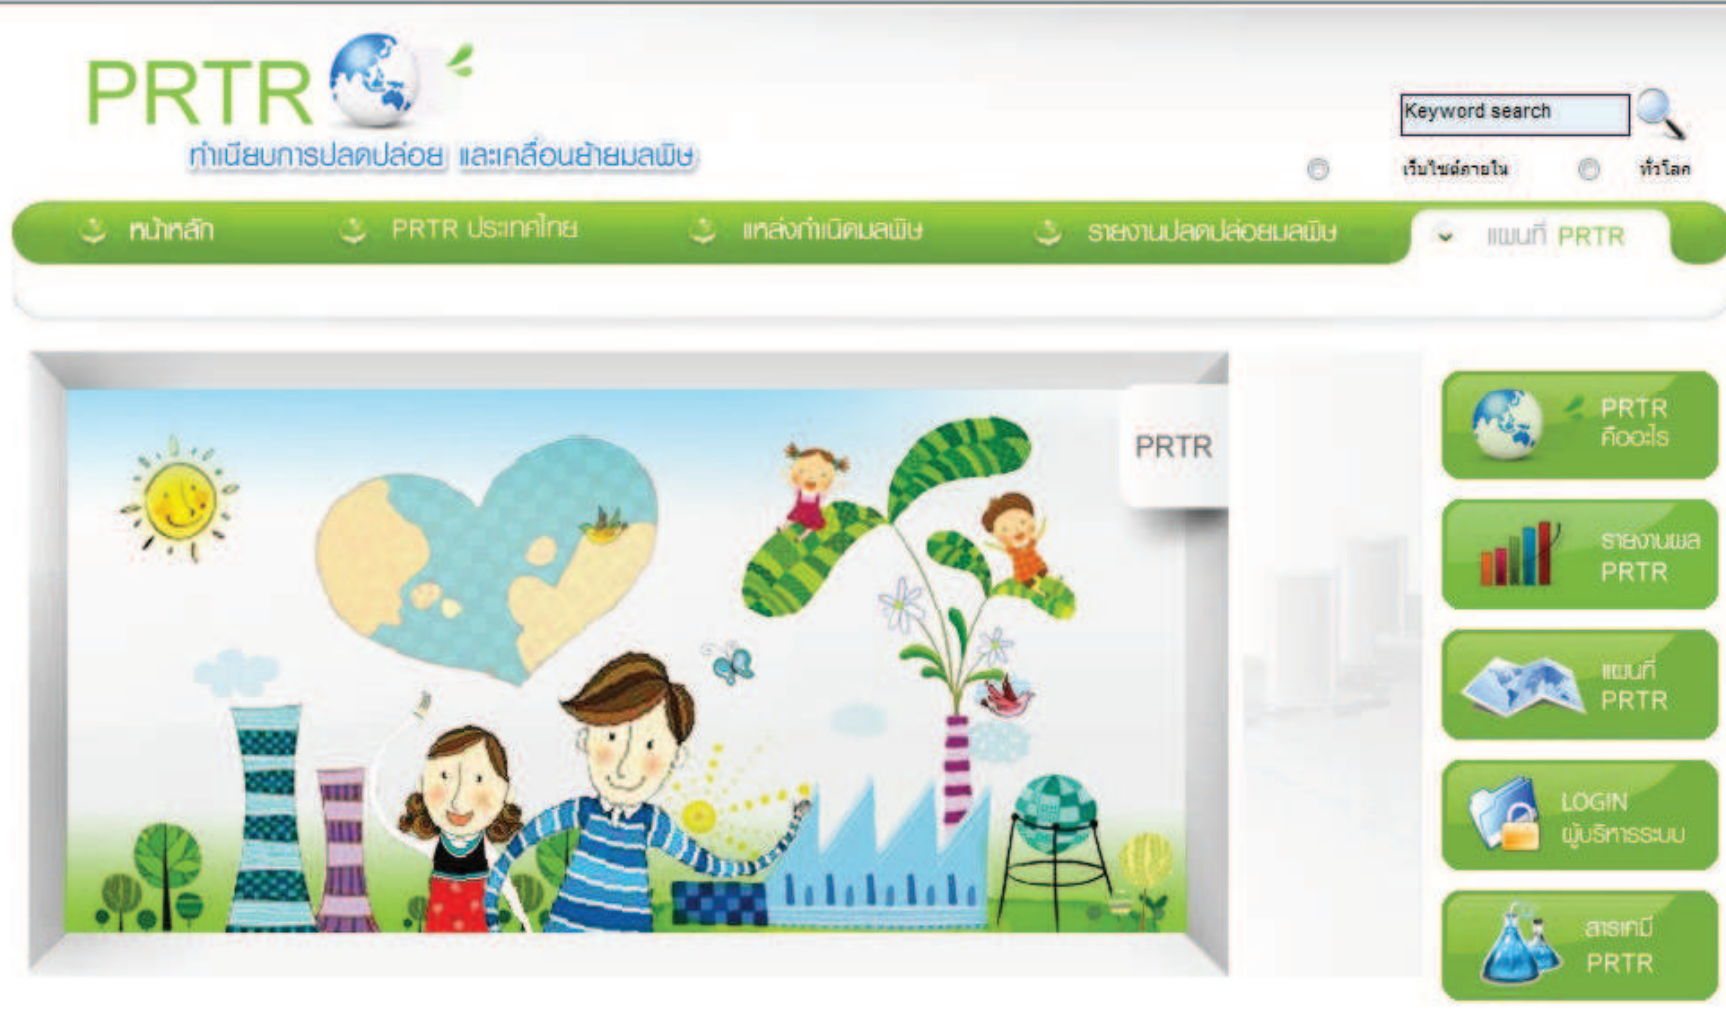 PRTR
ทำเนียบการปลดปล่อย และเคลื่อนย้ายมลพิษ
Keyword search
เว็บไซต์ภายใน ทั่วโลก
หน้าหลัก PRTR ประเทศไทย แหล่งกำเนิดมลพิษ รายงานปลดปล่อยมลพิษ แผนที่ PRTR
PRTR
PRTR
คืออะไร
รายงานผล
PRTR
แผนที่
PRTR
LOGIN
ผู้บริหารระบบ
สารเคมี
PRTR